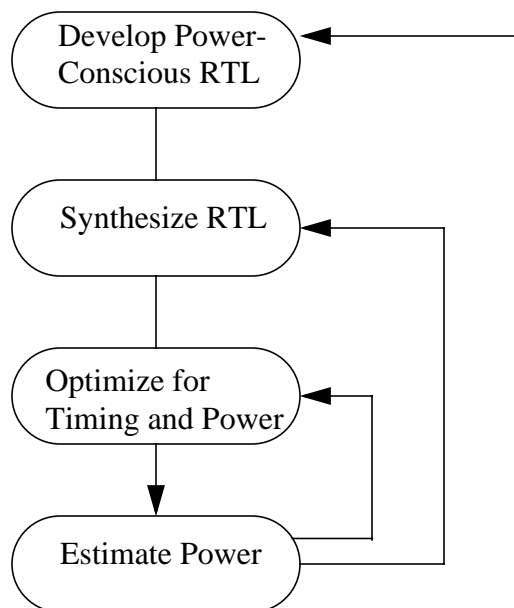 Develop Power-
Conscious RTL
Synthesize RTL
Optimize for
Timing and Power
Estimate Power